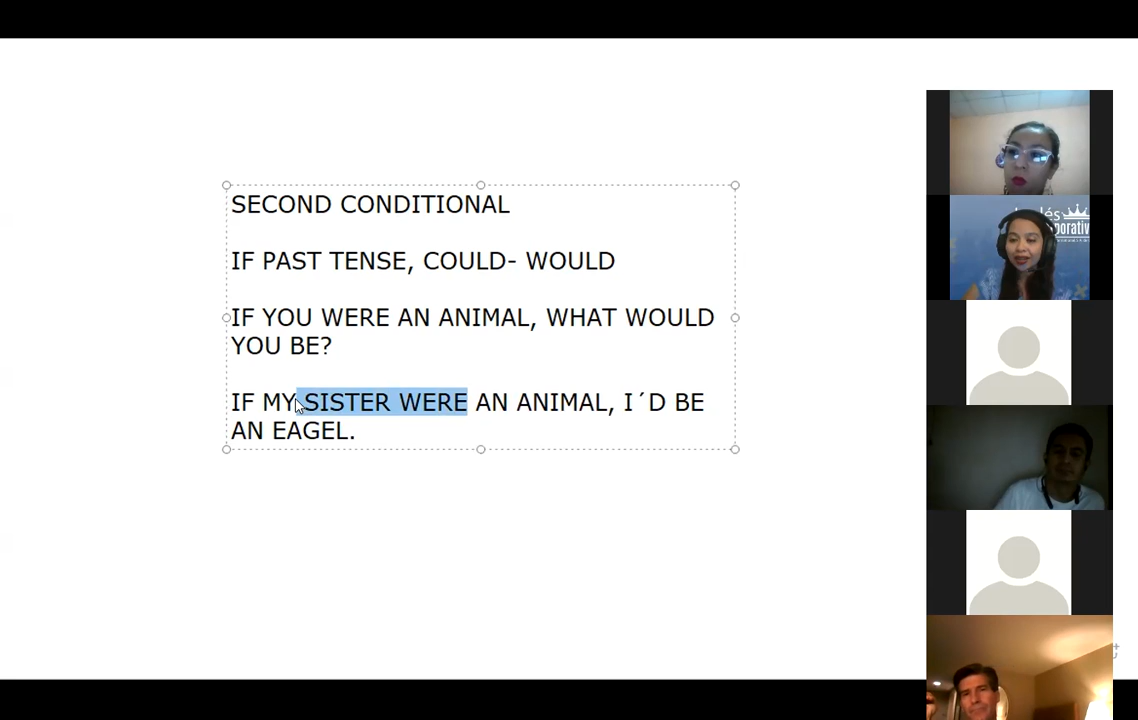 SECOND CONDITIONAL
IF PAST TENSE, COULD- WOULD
IF YOU WERE AN ANIMAL, WHAT WOULD
YOU BE?
IF MY SISTER WERE AN ANIMAL, I´D BE
AN EAGEL.